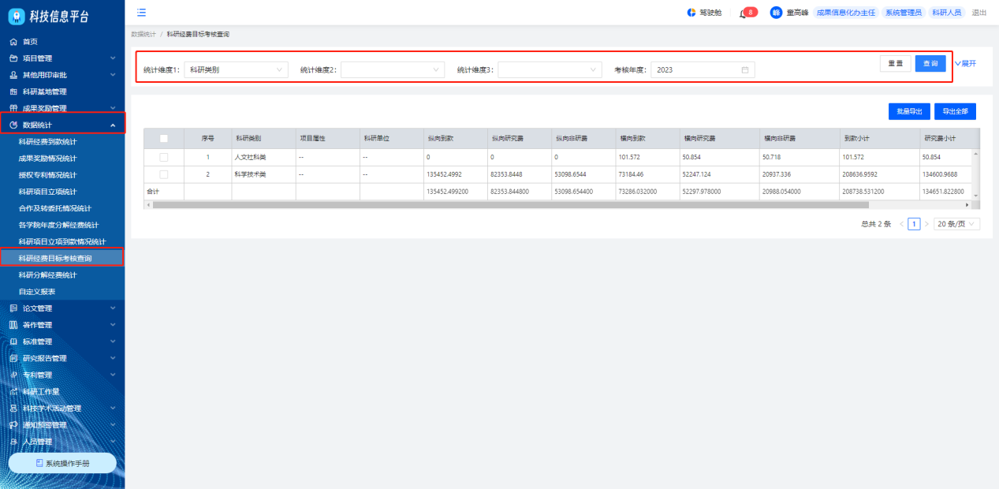 科技信息平台
驾驶舱 8 峰 童高峰 成果信息化办主任 系统管理员 科研人员 退出
首页
项目管理
其他用印审批
科研基地管理
成果奖励管理
数据统计
科研经费到款统计
成果奖励情况统计
授权专利情况统计
科研项目立项统计
合作及转委托情况统计
各学院年度分解经费统计
科研项目立项到款情况统计
科研经费目标考核查询
科研分解经费统计
自定义报表
论文管理
著作管理
标准管理
研究报告管理
专利管理
科研工作量
科技学术活动管理
通知预警管理
人员管理
系统操作手册
数据统计 / 科研经费目标考核查询
统计维度1: 科研类别 统计维度2: 统计维度3: 考核年度: 2023 重置 查询 展开
批量导出 导出全部
序号 科研类别 项目属性 科研单位 纵向到款 纵向研究费 纵向非研费 横向到款 横向研究费 横向非研费 到款小计 研究费小计
1 人文社科类 -- -- 0 0 0 101.572 50.854 50.718 101.572 50.854
2 科学技术类 -- -- 135452.4992 82353.8448 53098.6544 73184.46 52247.124 20937.336 208636.9592 134600.9688
合计 135452.499200 82353.844800 53098.654400 73286.032000 52297.978000 20988.054000 208738.531200 134651.822800
总共 2 条 1 20 条/页